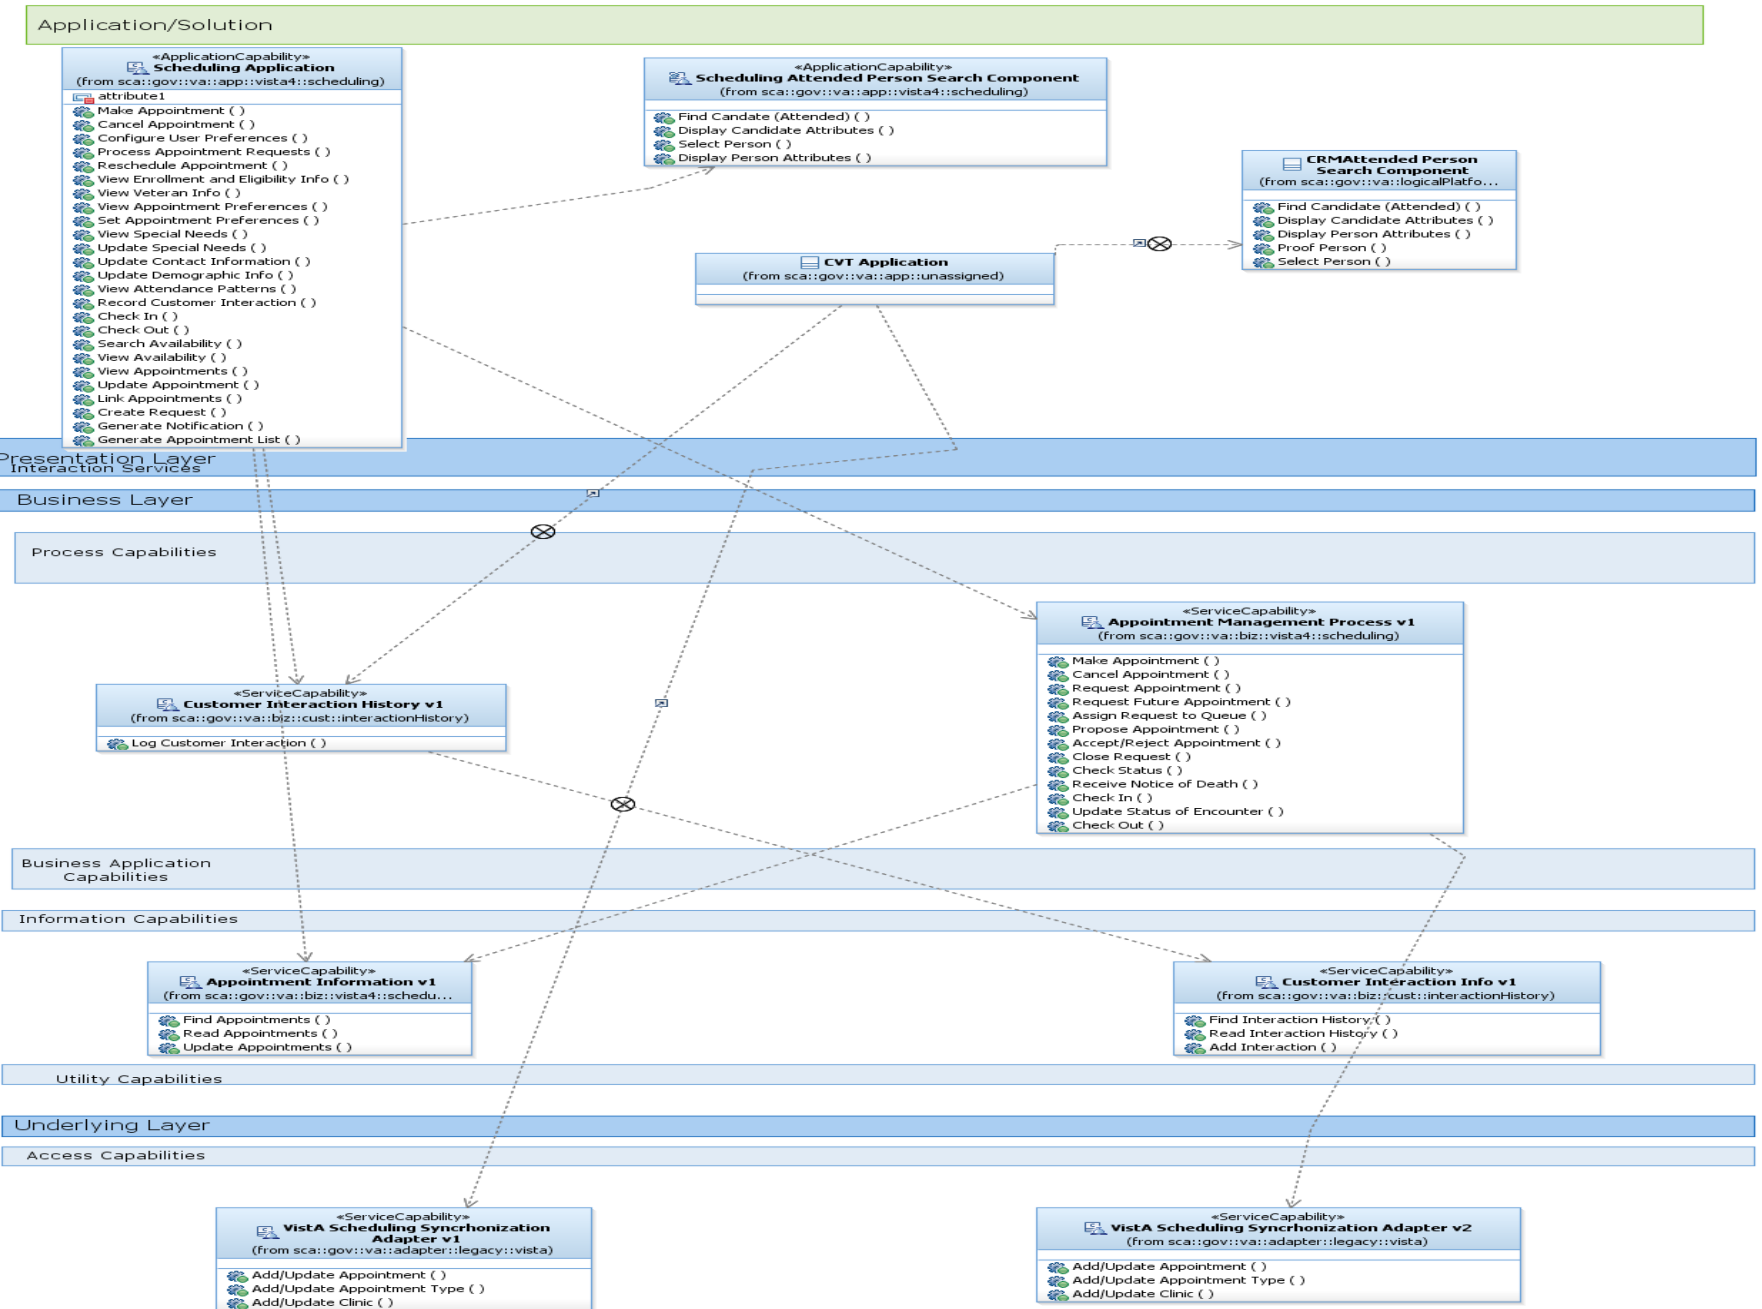 Application/Solution
«ApplicationCapability»
Scheduling Application
(from sca::gov::va::app::vista4::scheduling)
attribute1
Make Appointment ( )
Cancel Appointment ( )
Configure User Preferences ( )
Process Appointment Requests ( )
Reschedule Appointment ( )
View Enrollment and Eligibility Info ( )
View Veteran Info ( )
View Appointment Preferences ( )
Set Appointment Preferences ( )
View Special Needs ( )
Update Special Needs ( )
Update Contact Information ( )
Update Demographic Info ( )
View Attendance Patterns ( )
Record Customer Interaction ( )
Check In ( )
Check Out ( )
Search Availability ( )
View Availability ( )
View Appointments ( )
Update Appointment ( )
Link Appointments ( )
Create Request ( )
Generate Notification ( )
Generate Appointment List ( )
«ApplicationCapability»
Scheduling Attended Person Search Component
(from sca::gov::va::app::vista4::scheduling)
Find Candate (Attended) ( )
Display Candidate Attributes ( )
Select Person ( )
Display Person Attributes ( )
CRMAttended Person
Search Component
(from sca::gov::va::logicalPlatfo...
Find Candidate (Attended) ( )
Display Candidate Attributes ( )
Display Person Attributes ( )
Proof Person ( )
Select Person ( )
CVT Application
(from sca::gov::va::app::unassigned)
Presentation Layer
Interaction Services
Business Layer
Process Capabilities
«ServiceCapability»
Appointment Management Process v1
(from sca::gov::va::biz::vista4::scheduling)
Make Appointment ( )
Cancel Appointment ( )
Request Appointment ( )
Request Future Appointment ( )
Assign Request to Queue ( )
Propose Appointment ( )
Accept/Reject Appointment ( )
Close Request ( )
Check Status ( )
Receive Notice of Death ( )
Check In ( )
Update Status of Encounter ( )
Check Out ( )
«ServiceCapability»
Customer Interaction History v1
(from sca::gov::va::biz::cust::interactionHistory)
Log Customer Interaction ( )
Business Application
Capabilities
Information Capabilities
«ServiceCapability»
Appointment Information v1
(from sca::gov::va::biz::vista4::schedu...
Find Appointments ( )
Read Appointments ( )
Update Appointments ( )
«ServiceCapability»
Customer Interaction Info v1
(from sca::gov::va::biz::cust::interactionHistory)
Find Interaction History ( )
Read Interaction History ( )
Add Interaction ( )
Utility Capabilities
Underlying Layer
Access Capabilities
«ServiceCapability»
VistA Scheduling Syncrhonization
Adapter v1
(from sca::gov::va::adapter::legacy::vista)
Add/Update Appointment ( )
Add/Update Appointment Type ( )
Add/Update Clinic ( )
«ServiceCapability»
VistA Scheduling Syncrhonization Adapter v2
(from sca::gov::va::adapter::legacy::vista)
Add/Update Appointment ( )
Add/Update Appointment Type ( )
Add/Update Clinic ( )